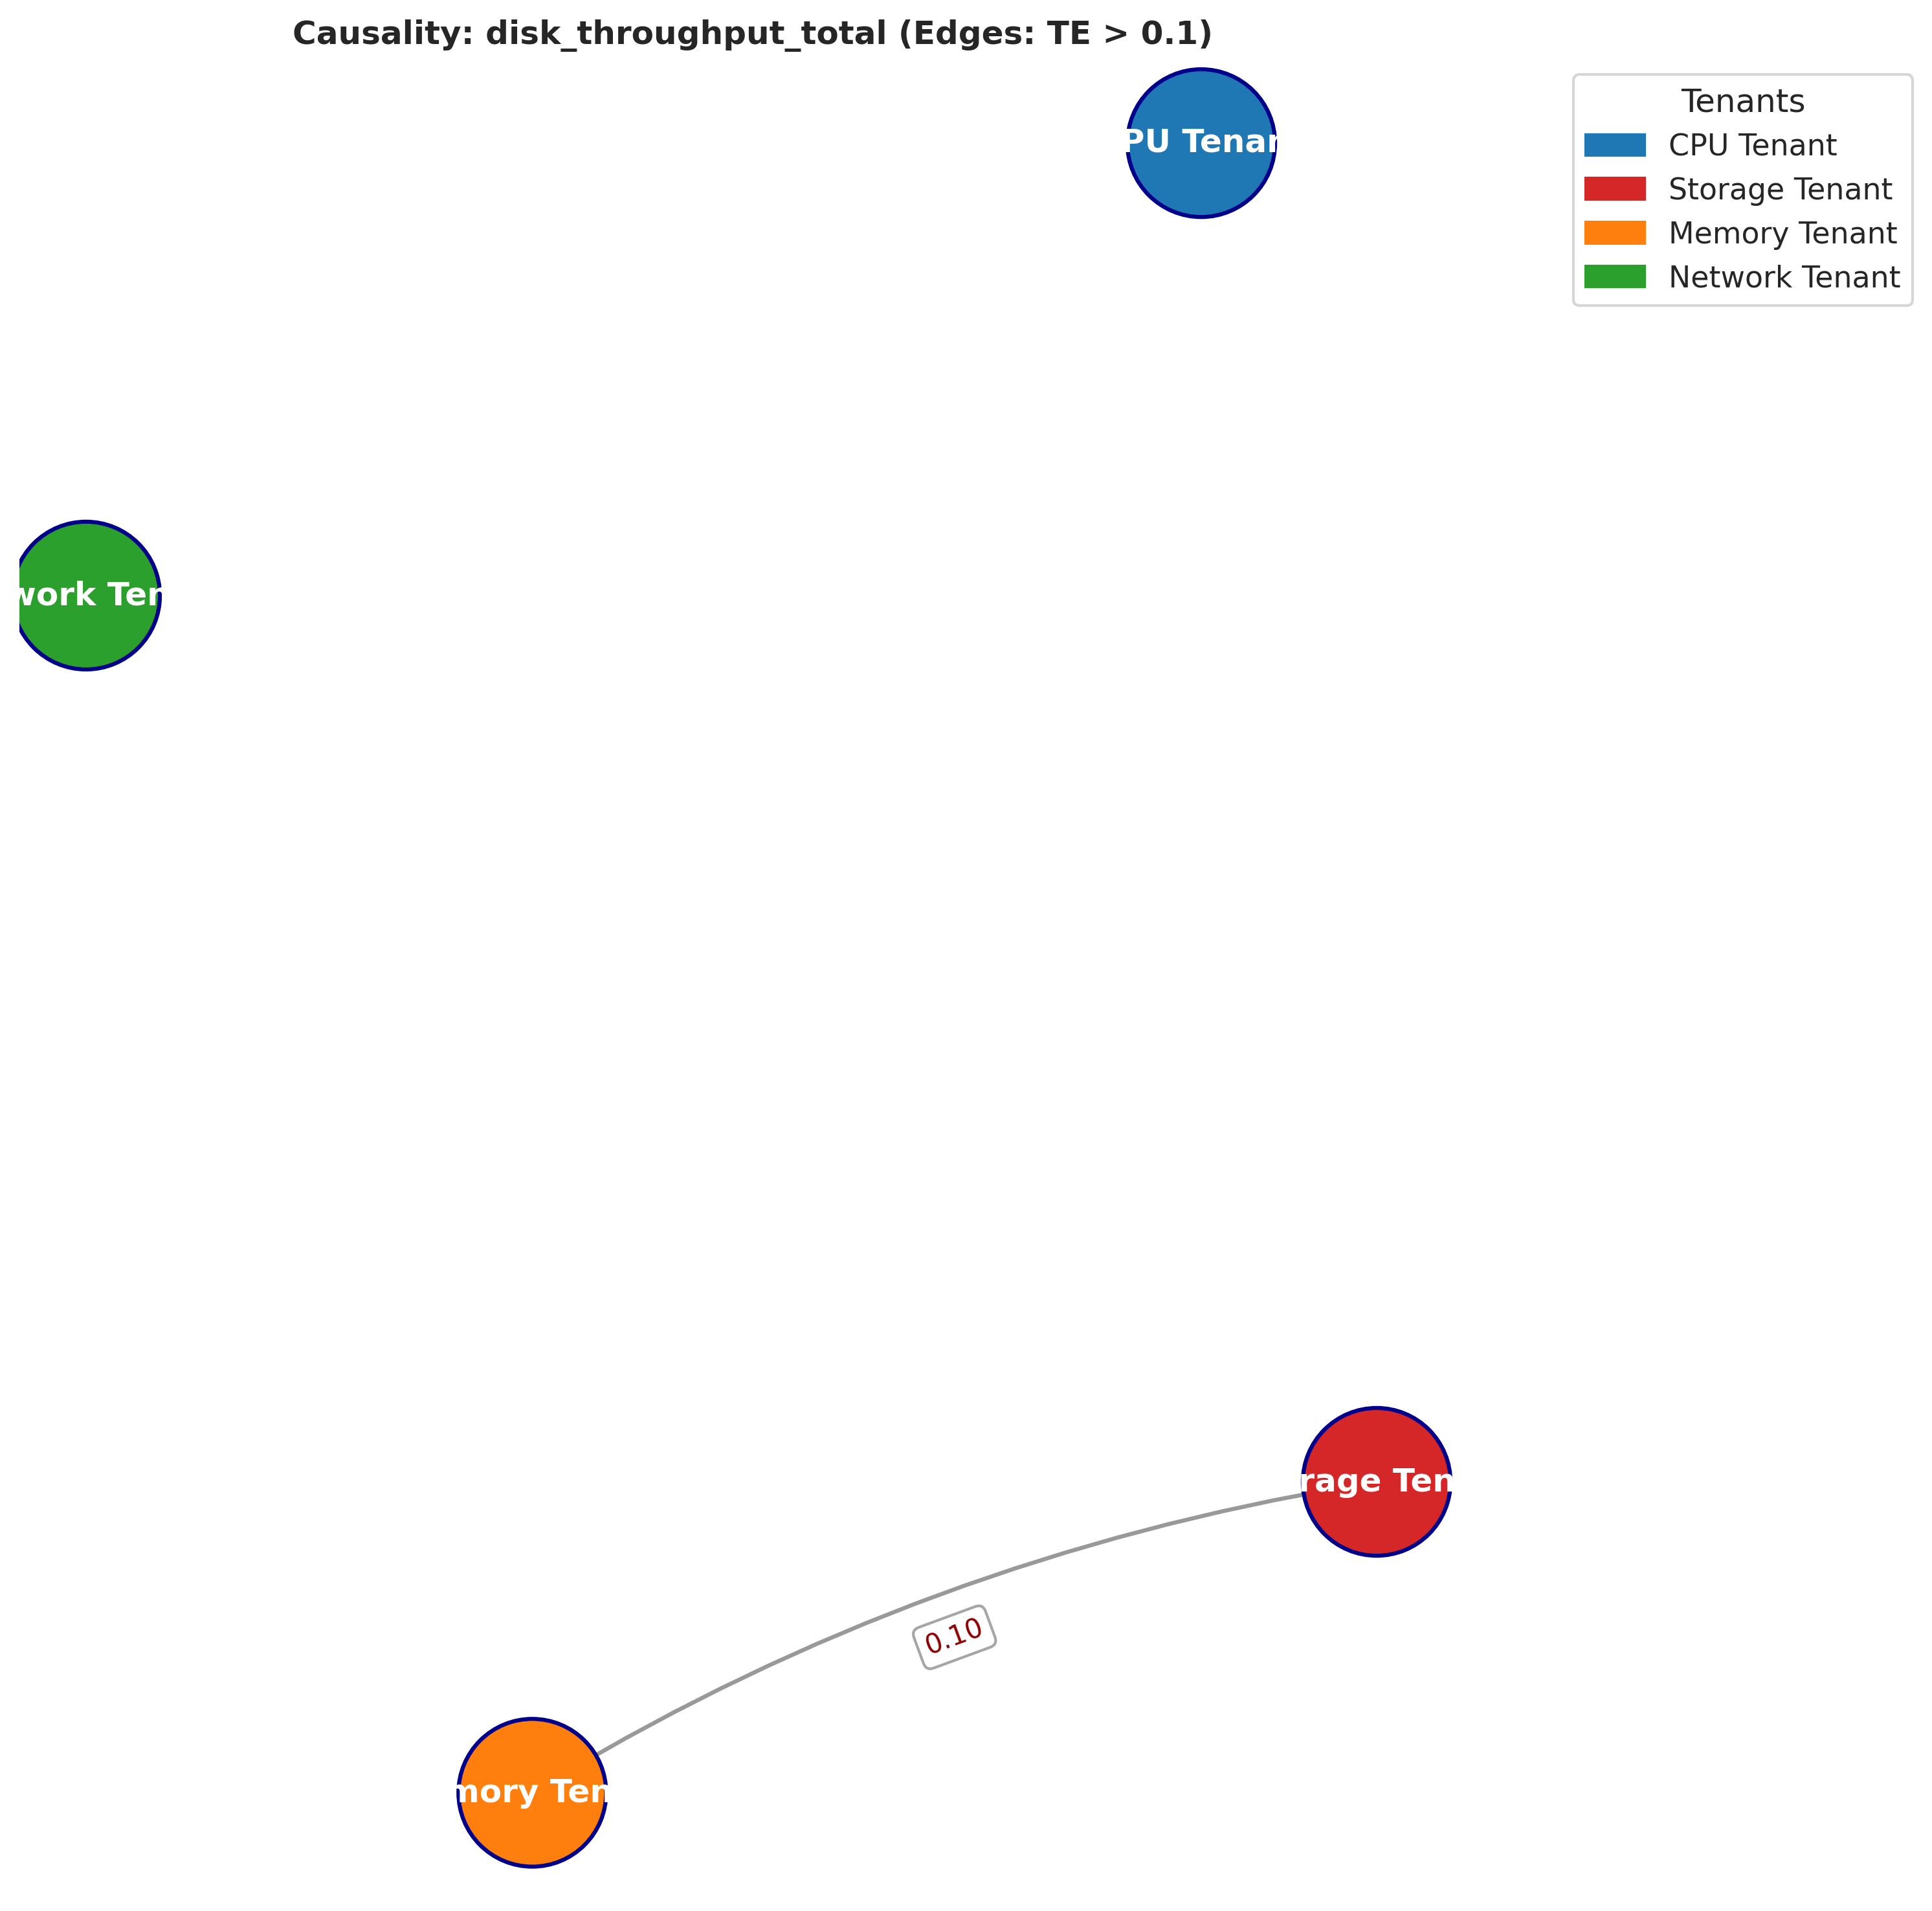 Causality: disk_throughput_total (Edges: TE > 0.1)
Tenants
CPU Tenant
Storage Tenant
Memory Tenant
Network Tenant
PU Tenan
work Ten
rage Ten
0.10
mory Ten